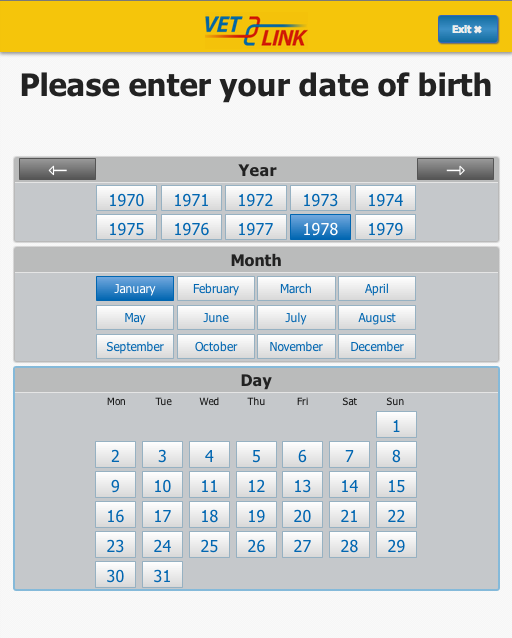 VET LINK
Exit ✖
Please enter your date of birth
Year
1970 1971 1972 1973 1974
1975 1976 1977 1978 1979
Month
January February March April
May June July August
September October November December
Day
Mon Tue Wed Thu Fri Sat Sun
1
2 3 4 5 6 7 8
9 10 11 12 13 14 15
16 17 18 19 20 21 22
23 24 25 26 27 28 29
30 31